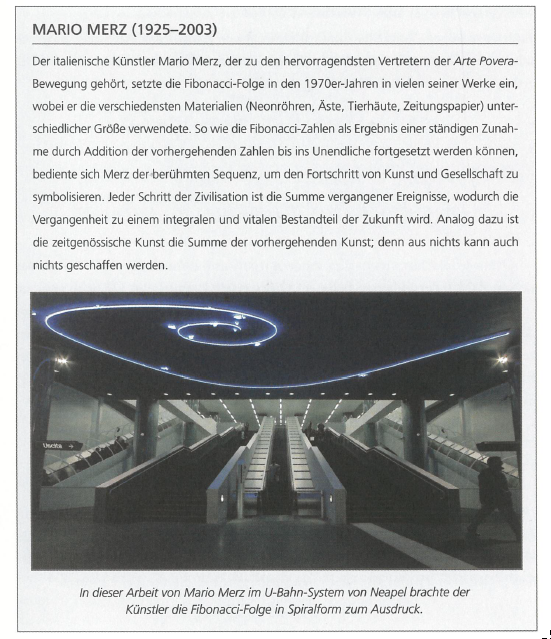 MARIO MERZ (1925–2003)
Der italienische Künstler Mario Merz, der zu den hervorragendsten Vertretern der Arte Povera-
Bewegung gehört, setzte die Fibonacci-Folge in den 1970er-Jahren in vielen seiner Werke ein,
wobei er die verschiedensten Materialien (Neonröhren, Äste, Tierhäute, Zeitungspapier) unter-
schiedlicher Größe verwendete. So wie die Fibonacci-Zahlen als Ergebnis einer ständigen Zunah-
me durch Addition der vorhergehenden Zahlen bis ins Unendliche fortgesetzt werden können,
bediente sich Merz der berühmten Sequenz, um den Fortschritt von Kunst und Gesellschaft zu
symbolisieren. Jeder Schritt der Zivilisation ist die Summe vergangener Ereignisse, wodurch die
Vergangenheit zu einem integralen und vitalen Bestandteil der Zukunft wird. Analog dazu ist
die zeitgenössische Kunst die Summe der vorhergehenden Kunst; denn aus nichts kann auch
nichts geschaffen werden.
Uscita
In dieser Arbeit von Mario Merz im U-Bahn-System von Neapel brachte der
Künstler die Fibonacci-Folge in Spiralform zum Ausdruck.